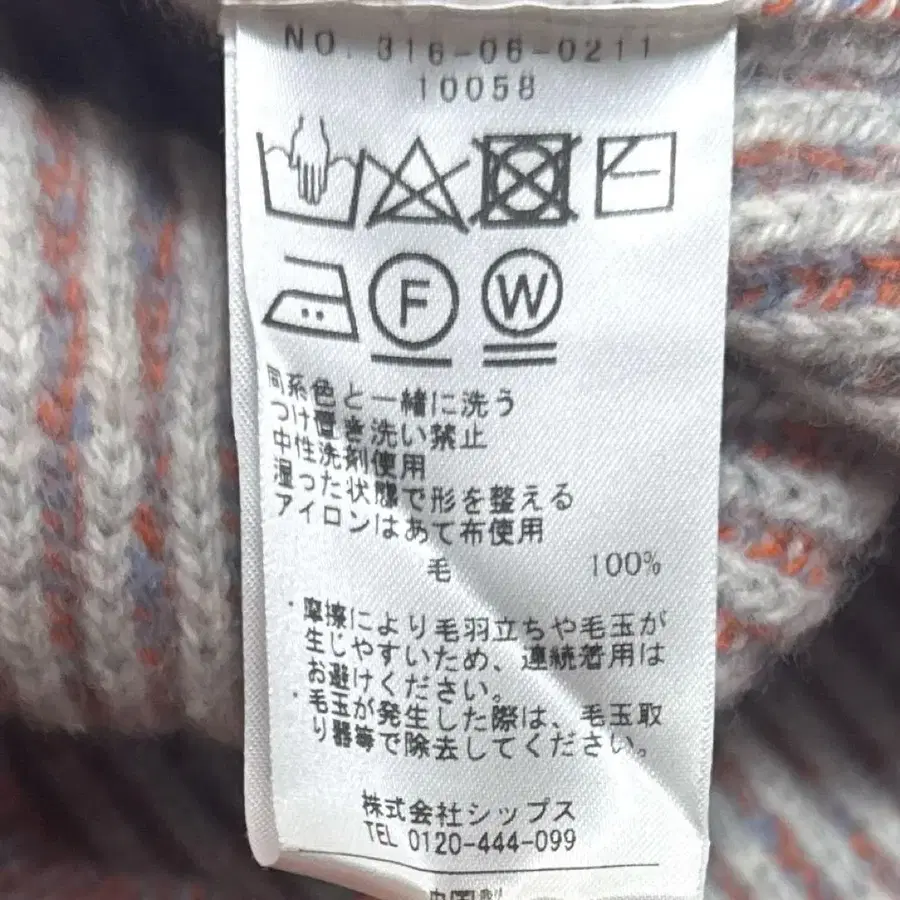 NO. 316-06-0211
10058
F
W
同系色と一緒に洗う
つけ置き洗い禁止
中性洗剤使用
湿った状態で形を整える
アイロンはあて布使用
毛 100%
・摩擦により毛羽立ちや毛玉が
生じやすいため、連続着用は
お避けください。
・毛玉が発生した際は、毛玉取
り器等で除去してください。
株式会社シップス
TEL 0120-444-099
中国製